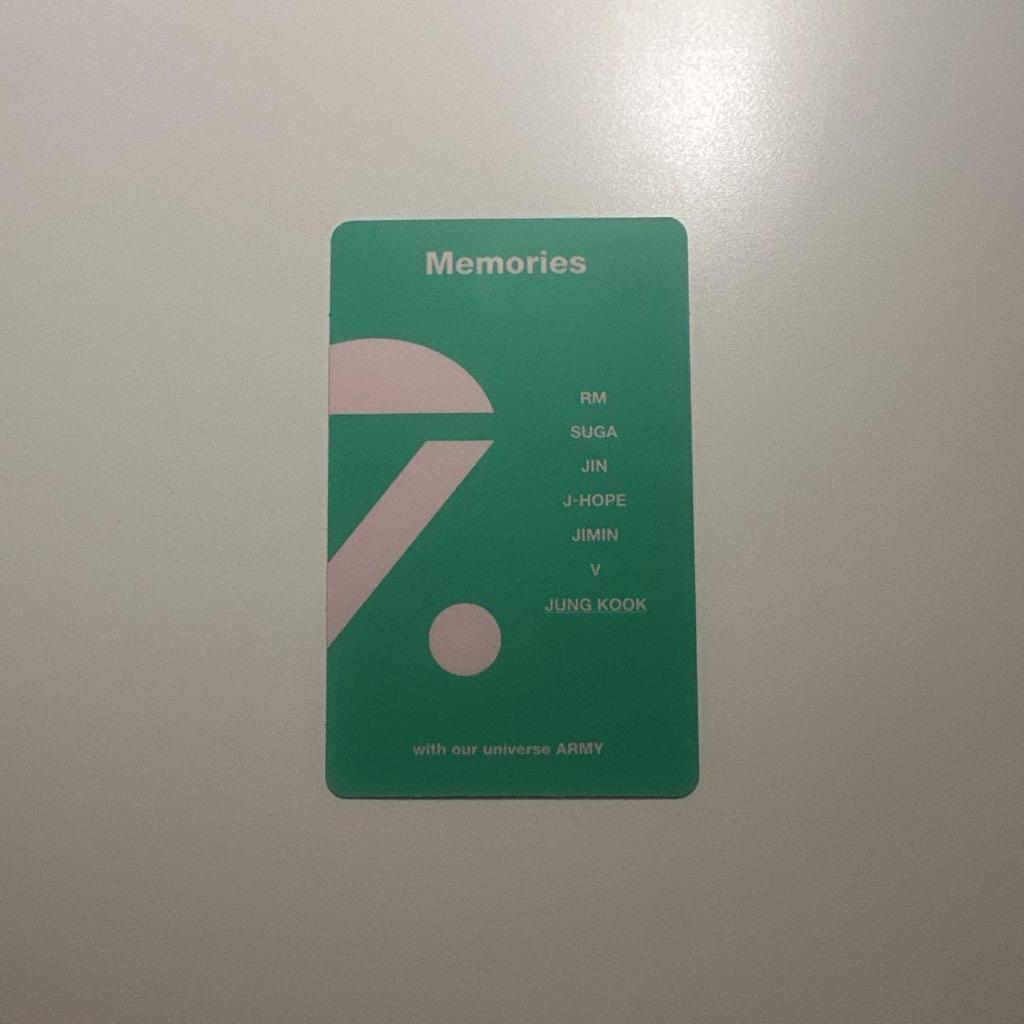 Memories
RM
SUGA
JIN
J-HOPE
JIMIN
V
JUNG KOOK
with our universe ARMY